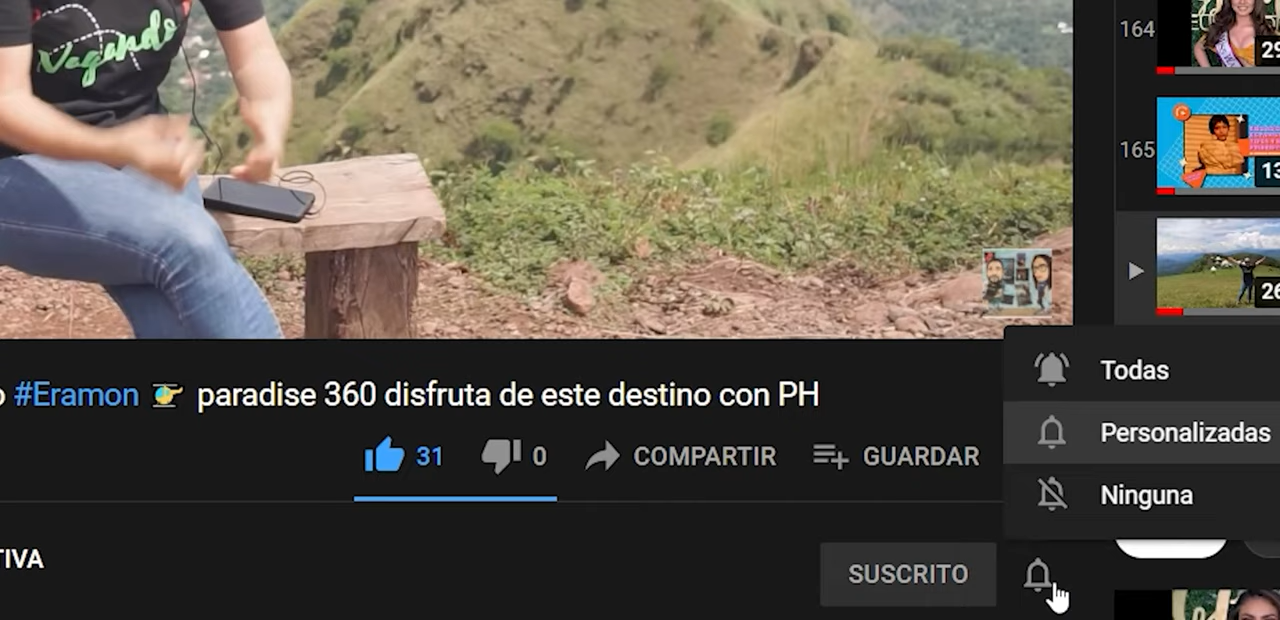 Vagando
164
29
165
13
26
#Eramon paradise 360 disfruta de este destino con PH
31 0 COMPARTIR GUARDAR
Todas
Personalizadas
Ninguna
TIVA
SUSCRITO